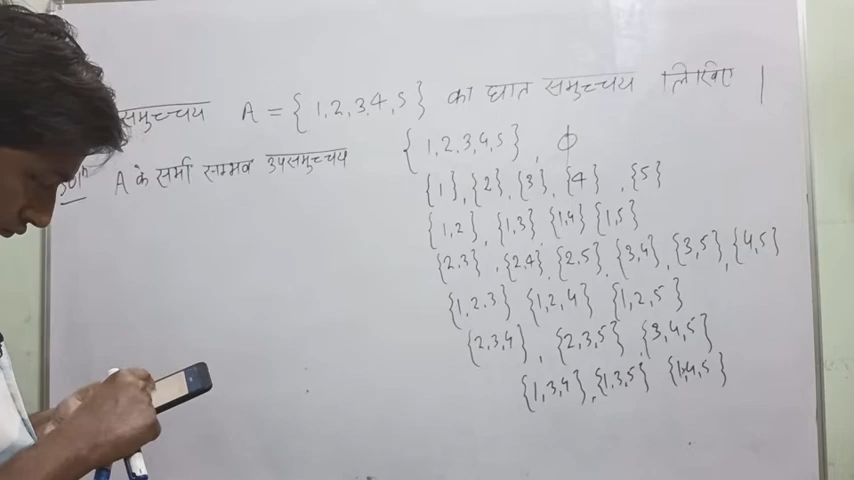 समुच्चय A = { 1,2,3,4,5 } का घात समुच्चय लिखिए |
Solⁿ A के सभी सम्भव उपसमुच्चय
{ 1,2,3,4,5 }, ϕ
{1}, {2}, {3}, {4}, {5}
{1,2}, {1,3}, {1,4} {1,5}
{2,3}, {2,4}, {2,5}, {3,4}, {3,5}, {4,5}
{1,2,3} {1,2,4} {1,2,5}
{2,3,4}, {2,3,5} {3,4,5}
{1,3,4}, {1,3,5} {1,4,5}